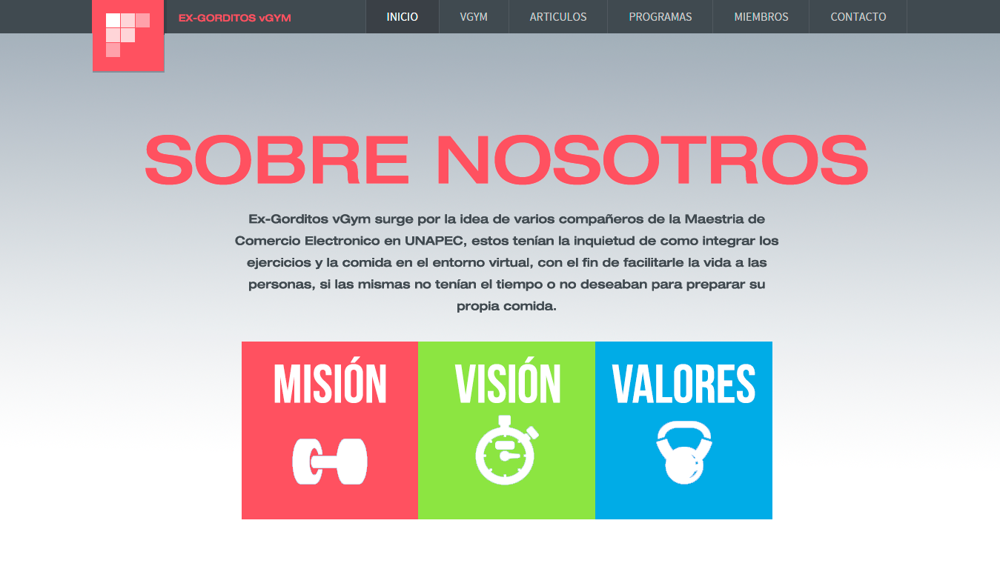 EX-GORDITOS vGYM
INICIO
VGYM
ARTICULOS
PROGRAMAS
MIEMBROS
CONTACTO
SOBRE NOSOTROS
Ex-Gorditos vGym surge por la idea de varios compañeros de la Maestria de
Comercio Electronico en UNAPEC, estos tenían la inquietud de como integrar los
ejercicios y la comida en el entorno virtual, con el fin de facilitarle la vida a las
personas, si las mismas no tenían el tiempo o no deseaban para preparar su
propia comida.
MISIÓN
VISIÓN
VALORES